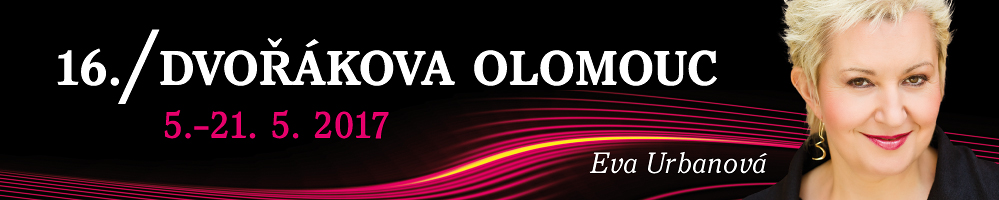 16./DVOŘÁKOVA OLOMOUC
5.–21. 5. 2017
Eva Urbanová